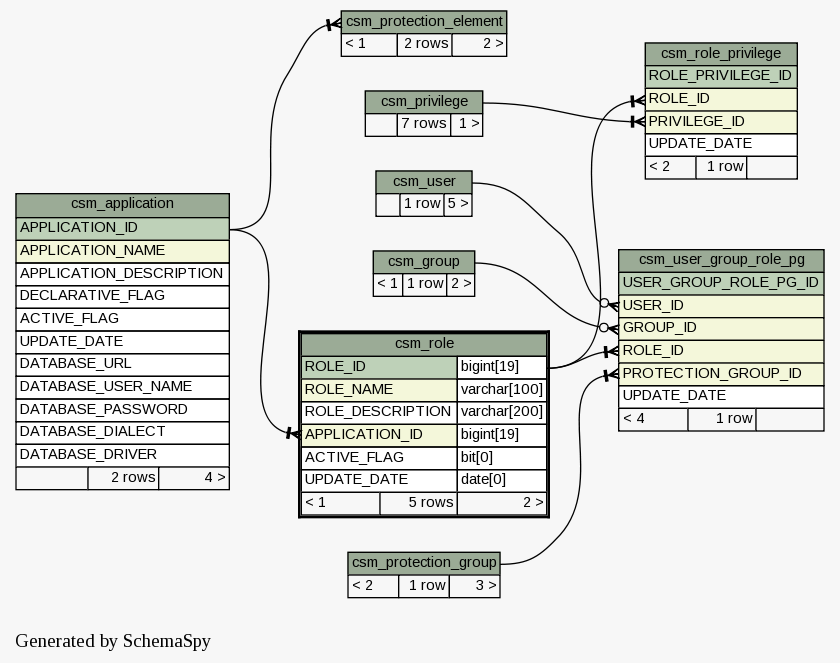 csm_protection_element
< 1 2 rows 2 >
csm_role_privilege
ROLE_PRIVILEGE_ID
ROLE_ID
PRIVILEGE_ID
UPDATE_DATE
< 2 1 row
csm_privilege
7 rows 1 >
csm_user
1 row 5 >
csm_application
APPLICATION_ID
APPLICATION_NAME
APPLICATION_DESCRIPTION
DECLARATIVE_FLAG
ACTIVE_FLAG
UPDATE_DATE
DATABASE_URL
DATABASE_USER_NAME
DATABASE_PASSWORD
DATABASE_DIALECT
DATABASE_DRIVER
2 rows 4 >
csm_group
< 1 1 row 2 >
csm_user_group_role_pg
USER_GROUP_ROLE_PG_ID
USER_ID
GROUP_ID
ROLE_ID
PROTECTION_GROUP_ID
UPDATE_DATE
< 4 1 row
csm_role
ROLE_ID bigint[19]
ROLE_NAME varchar[100]
ROLE_DESCRIPTION varchar[200]
APPLICATION_ID bigint[19]
ACTIVE_FLAG bit[0]
UPDATE_DATE date[0]
< 1 5 rows 2 >
csm_protection_group
< 2 1 row 3 >
Generated by SchemaSpy